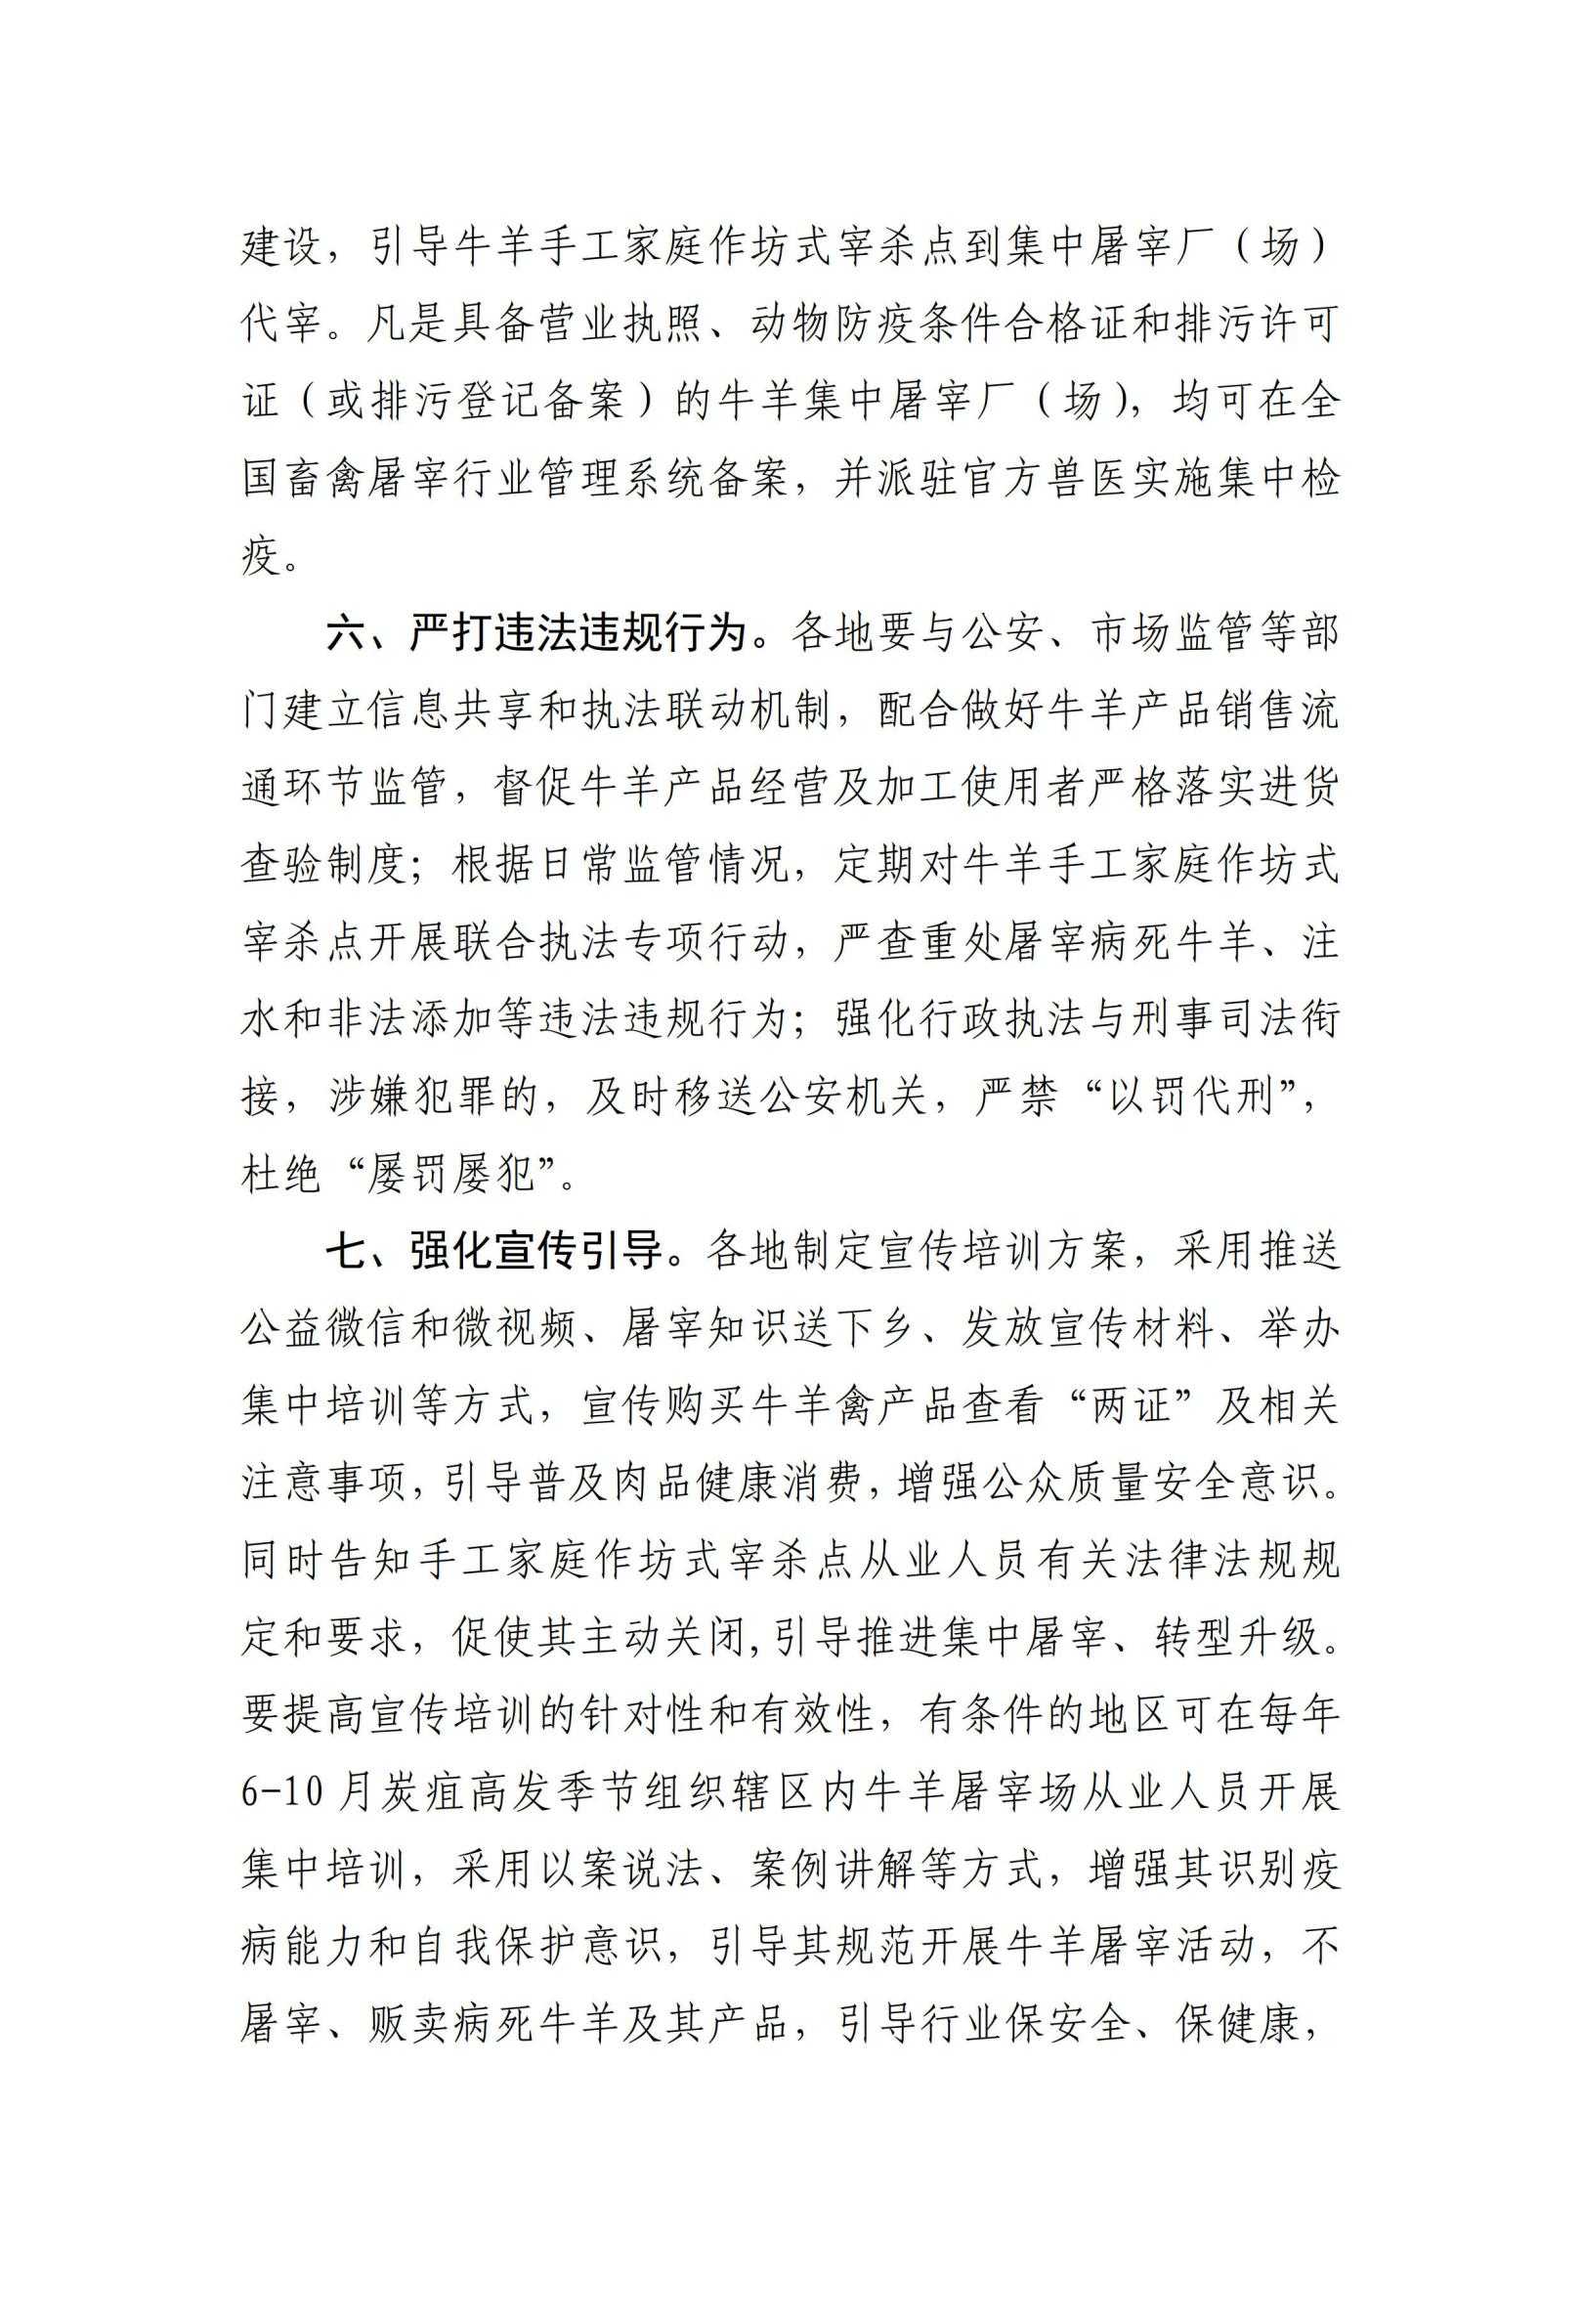 建设，引导牛羊手工家庭作坊式宰杀点到集中屠宰厂（场）
代宰。凡是具备营业执照、动物防疫条件合格证和排污许可
证（或排污登记备案）的牛羊集中屠宰厂（场），均可在全
国畜禽屠宰行业管理系统备案，并派驻官方兽医实施集中检
疫。
六、严打违法违规行为。各地要与公安、市场监管等部
门建立信息共享和执法联动机制，配合做好牛羊产品销售流
通环节监管，督促牛羊产品经营及加工使用者严格落实进货
查验制度；根据日常监管情况，定期对牛羊手工家庭作坊式
宰杀点开展联合执法专项行动，严查重处屠宰病死牛羊、注
水和非法添加等违法违规行为；强化行政执法与刑事司法衔
接，涉嫌犯罪的，及时移送公安机关，严禁“以罚代刑”，
杜绝“屡罚屡犯”。
七、强化宣传引导。各地制定宣传培训方案，采用推送
公益微信和微视频、屠宰知识送下乡、发放宣传材料、举办
集中培训等方式，宣传购买牛羊禽产品查看“两证”及相关
注意事项，引导普及肉品健康消费，增强公众质量安全意识。
同时告知手工家庭作坊式宰杀点从业人员有关法律法规规
定和要求，促使其主动关闭,引导推进集中屠宰、转型升级。
要提高宣传培训的针对性和有效性，有条件的地区可在每年
6-10 月炭疽高发季节组织辖区内牛羊屠宰场从业人员开展
集中培训，采用以案说法、案例讲解等方式，增强其识别疫
病能力和自我保护意识，引导其规范开展牛羊屠宰活动，不
屠宰、贩卖病死牛羊及其产品，引导行业保安全、保健康，